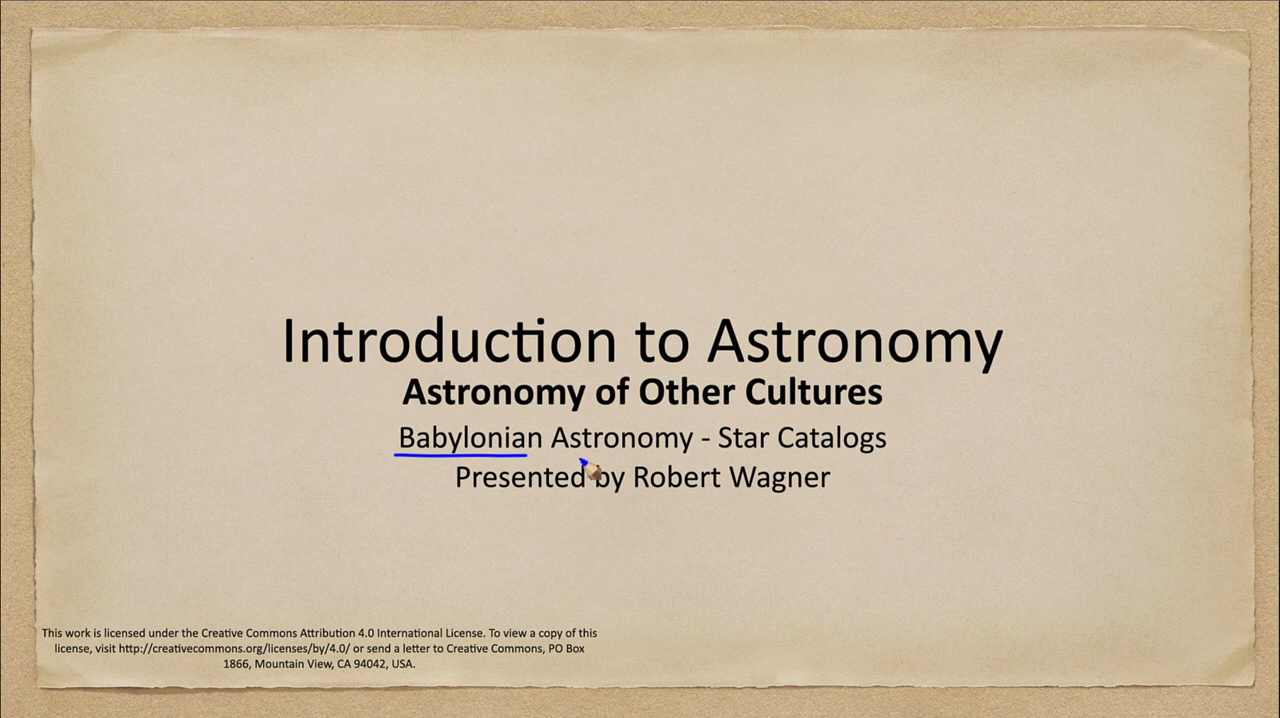 Introduction to Astronomy
Astronomy of Other Cultures
Babylonian Astronomy - Star Catalogs
Presented by Robert Wagner
This work is licensed under the Creative Commons Attribution 4.0 International License. To view a copy of this
license, visit http://creativecommons.org/licenses/by/4.0/ or send a letter to Creative Commons, PO Box
1866, Mountain View, CA 94042, USA.